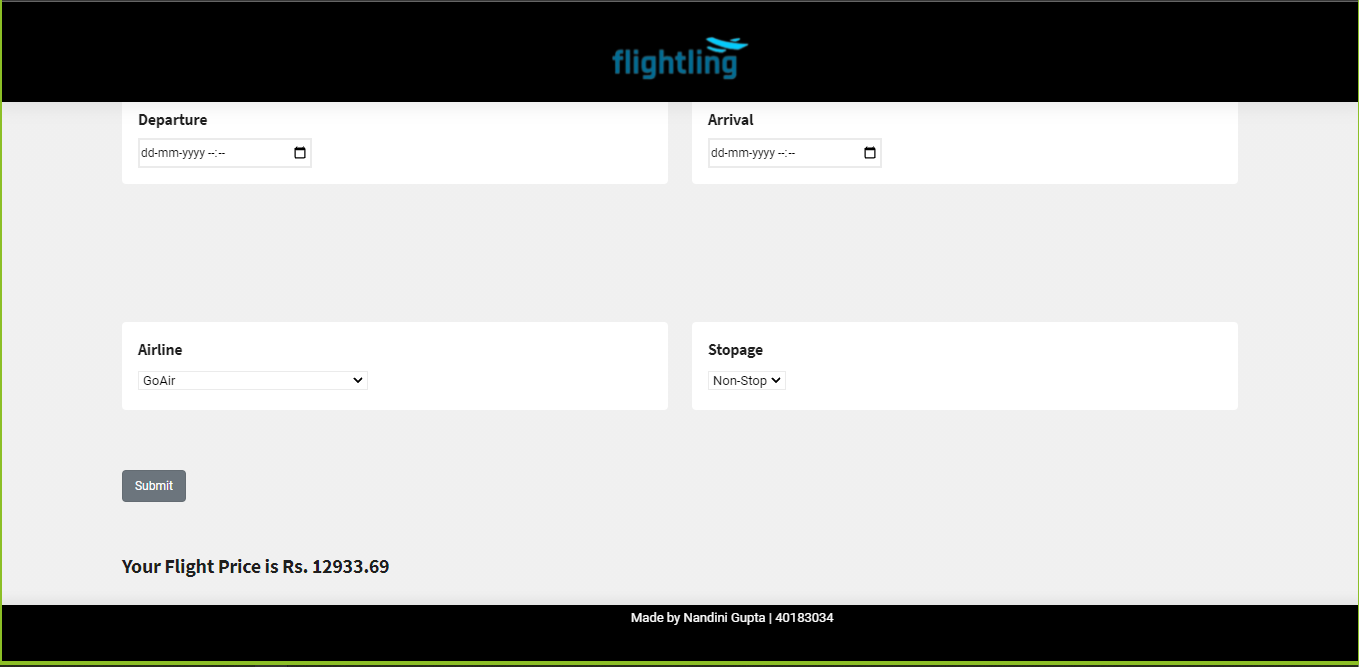 flightling
Departure Arrival
dd-mm-yyyy --:-- dd-mm-yyyy --:--
Airline Stopage
GoAir Non-Stop
Submit
Your Flight Price is Rs. 12933.69
Made by Nandini Gupta | 40183034